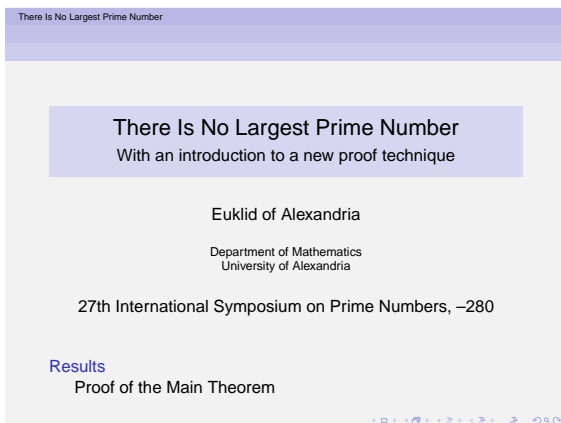 There Is No Largest Prime Number
There Is No Largest Prime Number
With an introduction to a new proof technique
Euklid of Alexandria
Department of Mathematics
University of Alexandria
27th International Symposium on Prime Numbers, –280
Results
Proof of the Main Theorem